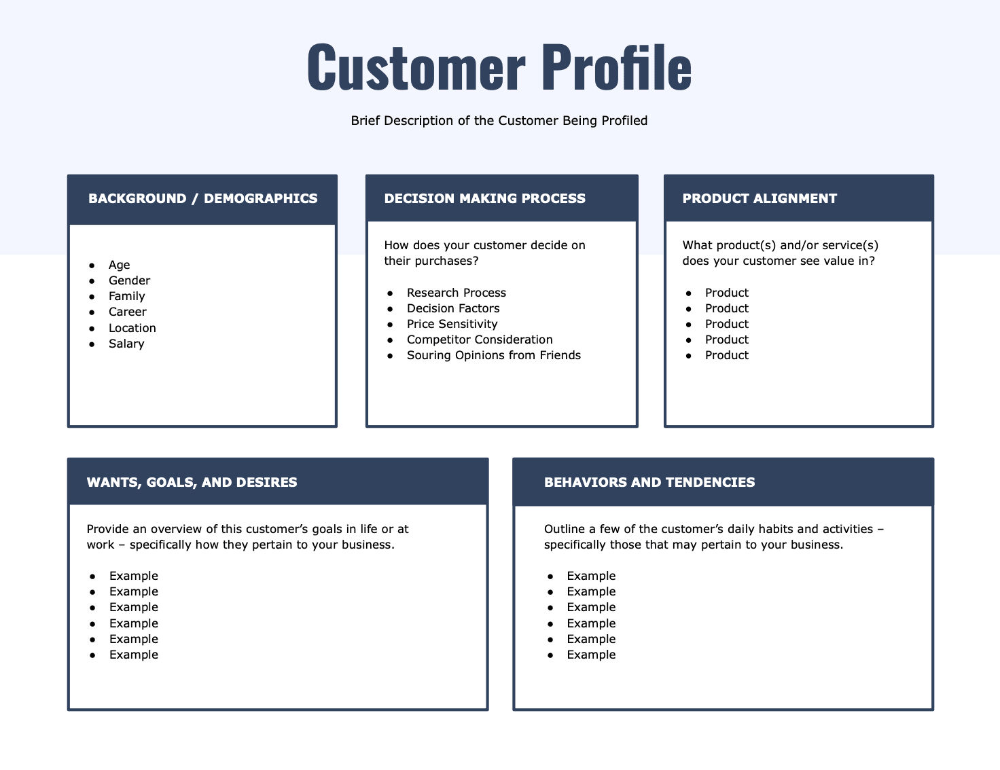 Customer Profile
Brief Description of the Customer Being Profiled
BACKGROUND / DEMOGRAPHICS
● Age
● Gender
● Family
● Career
● Location
● Salary
DECISION MAKING PROCESS
How does your customer decide on
their purchases?
● Research Process
● Decision Factors
● Price Sensitivity
● Competitor Consideration
● Souring Opinions from Friends
PRODUCT ALIGNMENT
What product(s) and/or service(s)
does your customer see value in?
● Product
● Product
● Product
● Product
● Product
WANTS, GOALS, AND DESIRES
Provide an overview of this customer’s goals in life or at
work – specifically how they pertain to your business.
● Example
● Example
● Example
● Example
● Example
● Example
BEHAVIORS AND TENDENCIES
Outline a few of the customer’s daily habits and activities –
specifically those that may pertain to your business.
● Example
● Example
● Example
● Example
● Example
● Example